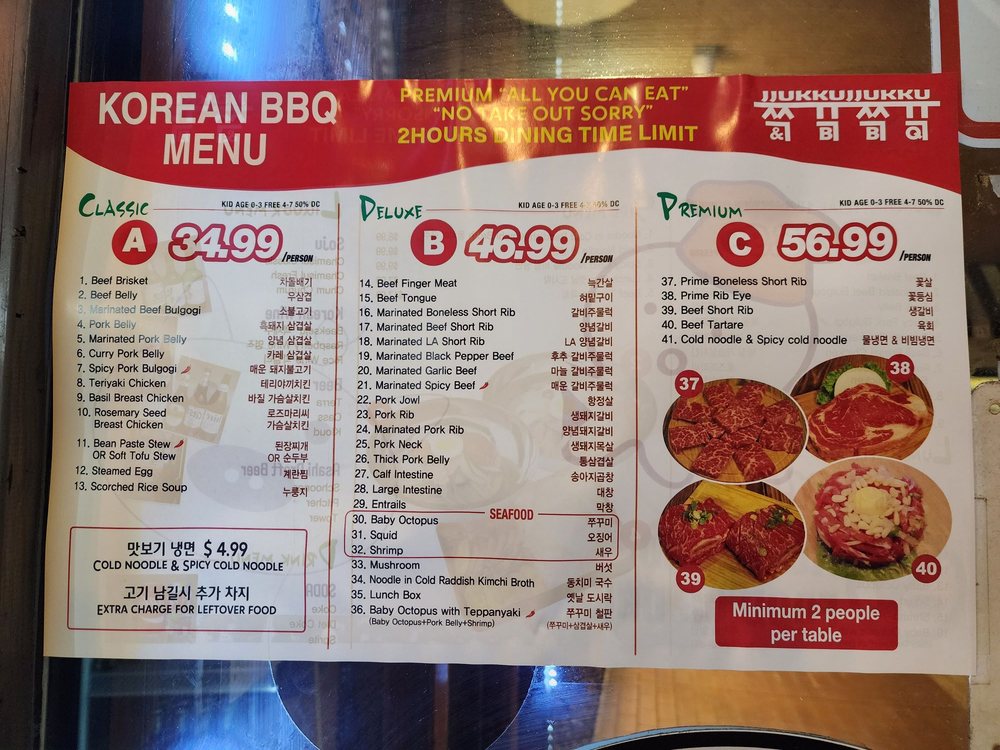 KOREAN BBQ
MENU
PREMIUM "ALL YOU CAN EAT"
"NO TAKE OUT SORRY"
2HOURS DINING TIME LIMIT
JJUKKUJJUKKU
CLASSIC
KID AGE 0-3 FREE 4-7 50% DC
A 34.99 /PERSON
1. Beef Brisket 차돌배기
2. Beef Belly 우삼겹
3. Marinated Beef Bulgogi 소불고기
4. Pork Belly 흑돼지 삼겹살
5. Marinated Pork Belly 양념 삼겹살
6. Curry Pork Belly 카레 삼겹살
7. Spicy Pork Bulgogi 매운 돼지불고기
8. Teriyaki Chicken 테리야끼치킨
9. Basil Breast Chicken 바질 가슴살치킨
10. Rosemary Seed 로즈마리씨
Breast Chicken 가슴살치킨
11. Bean Paste Stew 된장찌개
OR Soft Tofu Stew OR 순두부
12. Steamed Egg 계란찜
13. Scorched Rice Soup 누룽지
맛보기 냉면 $ 4.99
COLD NOODLE & SPICY COLD NOODLE
고기 남길시 추가 차지
EXTRA CHARGE FOR LEFTOVER FOOD
DELUXE
KID AGE 0-3 FREE 4-7 50% DC
B 46.99 /PERSON
14. Beef Finger Meat 늑간살
15. Beef Tongue 혀밑구이
16. Marinated Boneless Short Rib 갈비주물럭
17. Marinated Beef Short Rib 양념갈비
18. Marinated LA Short Rib LA 양념갈비
19. Marinated Black Pepper Beef 후추 갈비주물럭
20. Marinated Garlic Beef 마늘 갈비주물럭
21. Marinated Spicy Beef 매운 갈비주물럭
22. Pork Jowl 항정살
23. Pork Rib 생돼지갈비
24. Marinated Pork Rib 양념돼지갈비
25. Pork Neck 생돼지목살
26. Thick Pork Belly 통삼겹살
27. Calf Intestine 송아지곱창
28. Large Intestine 대창
29. Entrails 막창
SEAFOOD
30. Baby Octopus 쭈꾸미
31. Squid 오징어
32. Shrimp 새우
33. Mushroom 버섯
34. Noodle in Cold Raddish Kimchi Broth 동치미 국수
35. Lunch Box 옛날 도시락
36. Baby Octopus with Teppanyaki 쭈꾸미 철판
(Baby Octopus+Pork Belly+Shrimp) (쭈꾸미+삼겹살+새우)
PREMIUM
KID AGE 0-3 FREE 4-7 50% DC
C 56.99 /PERSON
37. Prime Boneless Short Rib 꽃살
38. Prime Rib Eye 꽃등심
39. Beef Short Rib 생갈비
40. Beef Tartare 육회
41. Cold noodle & Spicy cold noodle 물냉면 & 비빔냉면
37
38
39
40
Minimum 2 people
per table